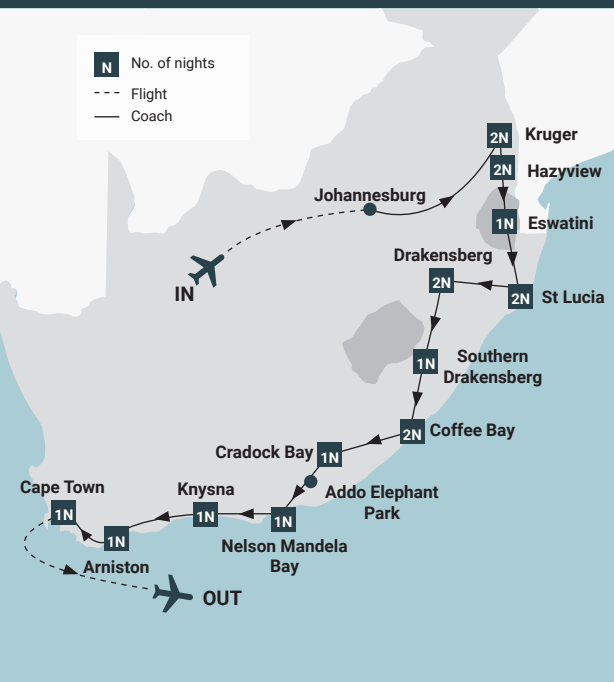 N No. of nights
Flight
Coach
2N Kruger
2N Hazyview
Johannesburg
1N Eswatini
Drakensberg
IN
2N
2N St Lucia
1N Southern
Drakensberg
2N Coffee Bay
Cradock Bay 1N
Cape Town
Knysna
Addo Elephant
Park
1N
1N
1N
1N
Nelson Mandela
Bay
Arniston
OUT